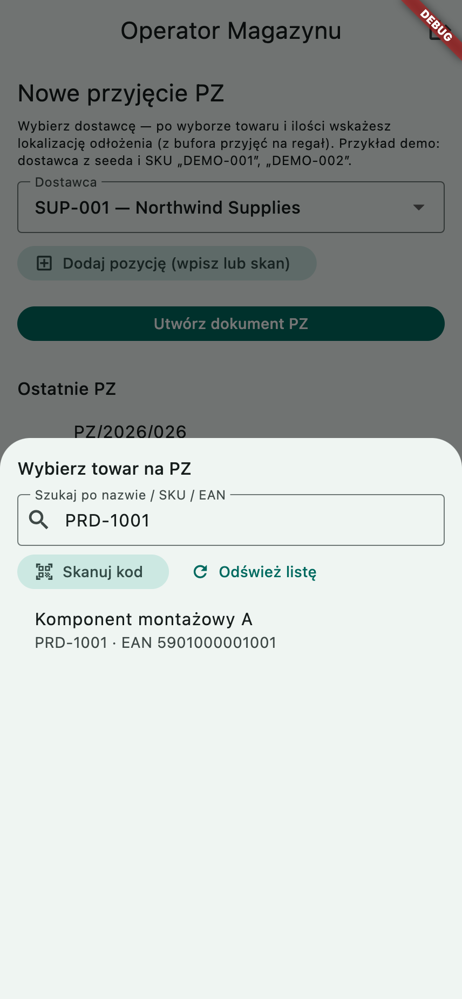 DEBUG
Operator Magazynu
Nowe przyjęcie PZ
Wybierz dostawcę — po wyborze towaru i ilości wskażesz
lokalizację odłożenia (z bufora przyjęć na regał). Przykład demo:
dostawca z seeda i SKU „DEMO-001”, „DEMO-002”.
Dostawca
SUP-001 — Northwind Supplies
Dodaj pozycję (wpisz lub skan)
Utwórz dokument PZ
Ostatnie PZ
PZ/2026/026
Wybierz towar na PZ
Szukaj po nazwie / SKU / EAN
PRD-1001
Skanuj kod
Odśwież listę
Komponent montażowy A
PRD-1001 · EAN 5901000001001